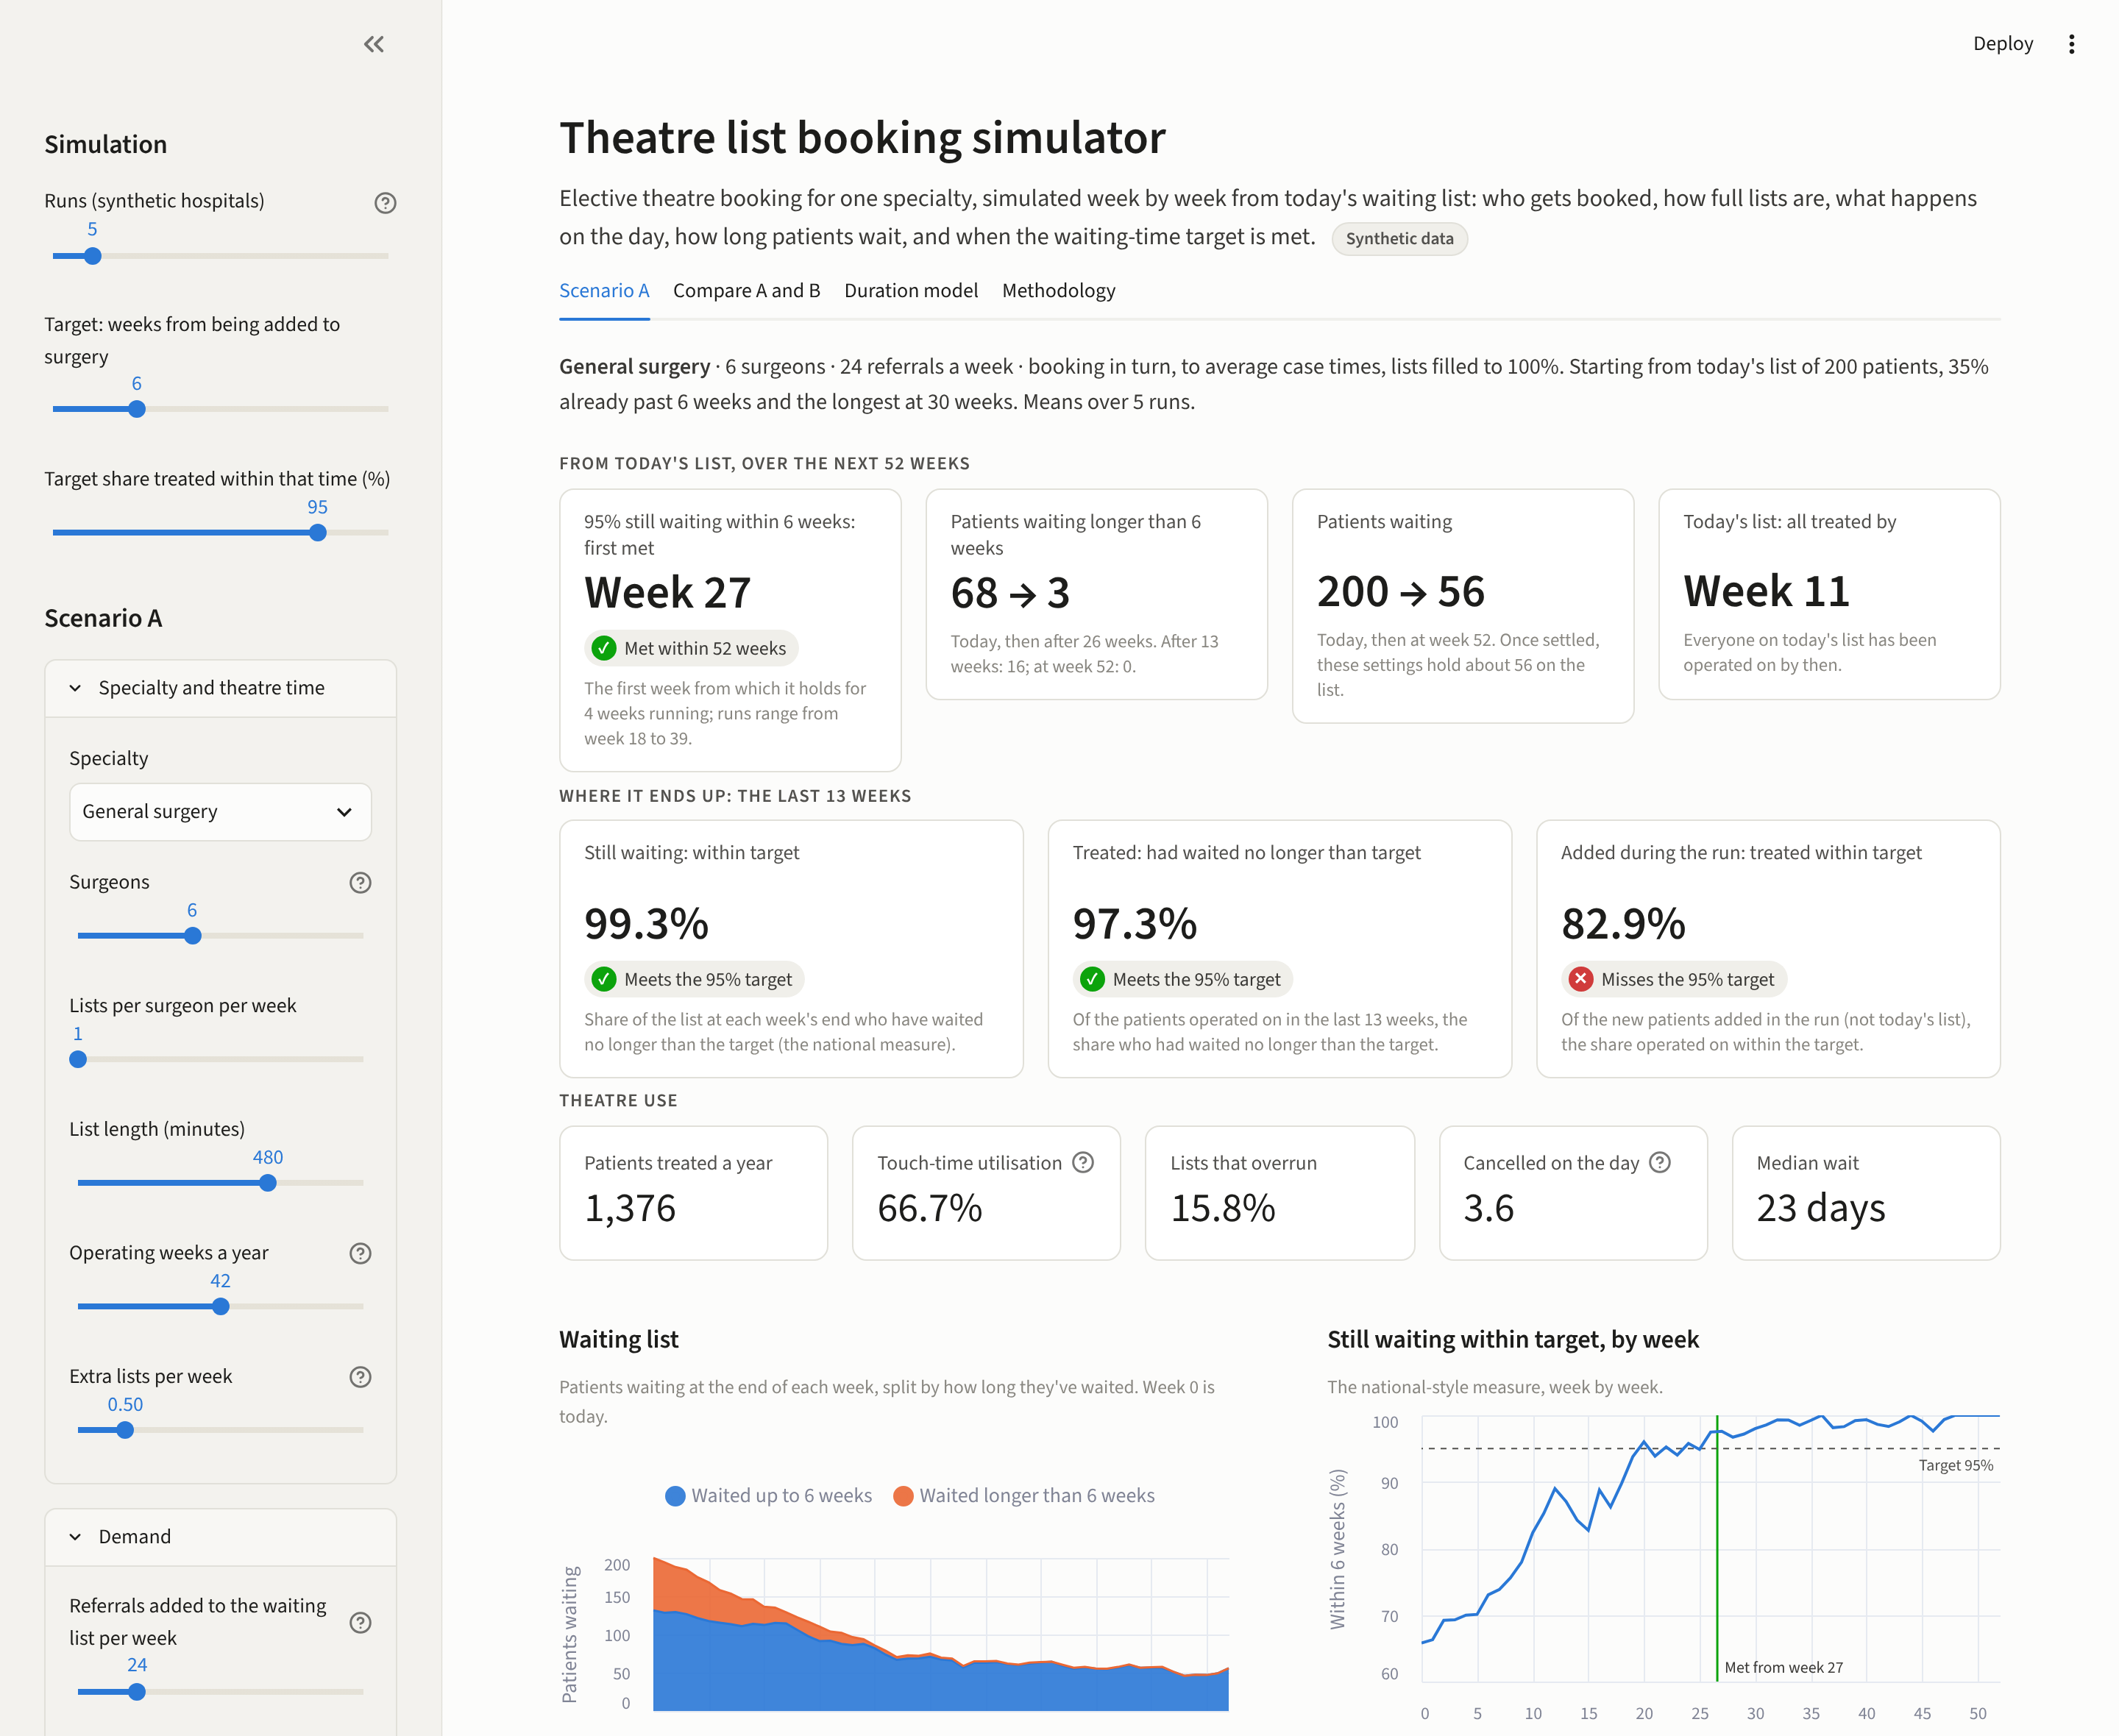 Deploy
Simulation
Runs (synthetic hospitals)
5
Target: weeks from being added to
surgery
6
Target share treated within that time (%)
95
Scenario A
Specialty and theatre time
Specialty
General surgery
Surgeons
6
Lists per surgeon per week
1
List length (minutes)
480
Operating weeks a year
42
Extra lists per week
0.50
Demand
Referrals added to the waiting
list per week
24
Theatre list booking simulator
Elective theatre booking for one specialty, simulated week by week from today's waiting list: who gets booked, how full lists are, what happens
on the day, how long patients wait, and when the waiting-time target is met. Synthetic data
Scenario A Compare A and B Duration model Methodology
General surgery · 6 surgeons · 24 referrals a week · booking in turn, to average case times, lists filled to 100%. Starting from today's list of 200 patients, 35%
already past 6 weeks and the longest at 30 weeks. Means over 5 runs.
FROM TODAY'S LIST, OVER THE NEXT 52 WEEKS
95% still waiting within 6 weeks:
first met
Week 27
Met within 52 weeks
The first week from which it holds for
4 weeks running; runs range from
week 18 to 39.
Patients waiting longer than 6
weeks
68 → 3
Today, then after 26 weeks. After 13
weeks: 16; at week 52: 0.
Patients waiting
200 → 56
Today, then at week 52. Once settled,
these settings hold about 56 on the
list.
Today's list: all treated by
Week 11
Everyone on today's list has been
operated on by then.
WHERE IT ENDS UP: THE LAST 13 WEEKS
Still waiting: within target
99.3%
Meets the 95% target
Share of the list at each week's end who have waited
no longer than the target (the national measure).
Treated: had waited no longer than target
97.3%
Meets the 95% target
Of the patients operated on in the last 13 weeks, the
share who had waited no longer than the target.
Added during the run: treated within target
82.9%
Misses the 95% target
Of the new patients added in the run (not today's list),
the share operated on within the target.
THEATRE USE
Patients treated a year
1,376
Touch-time utilisation
66.7%
Lists that overrun
15.8%
Cancelled on the day
3.6
Median wait
23 days
Waiting list
Patients waiting at the end of each week, split by how long they've waited. Week 0 is
today.
Waited up to 6 weeks Waited longer than 6 weeks
Patients waiting
200
150
100
50
0
Still waiting within target, by week
The national-style measure, week by week.
Within 6 weeks (%)
100
90
80
70
60
Target 95%
Met from week 27
0 5 10 15 20 25 30 35 40 45 50